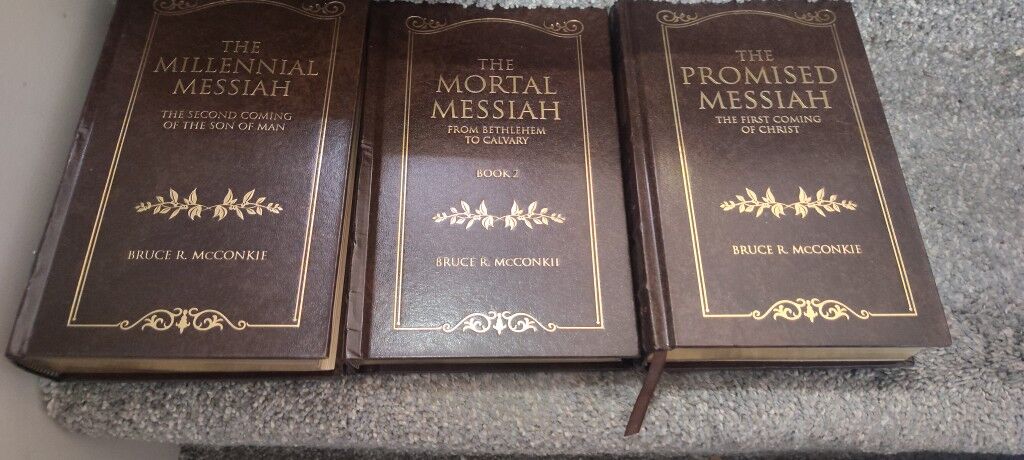 THE
MILLENNIAL
MESSIAH
THE SECOND COMING
OF THE SON OF MAN
BRUCE R. McCONKIE
THE
MORTAL
MESSIAH
FROM BETHLEHEM
TO CALVARY
BOOK 2
BRUCE R. McCONKIE
THE
PROMISED
MESSIAH
THE FIRST COMING
OF CHRIST
BRUCE R. McCONKIE